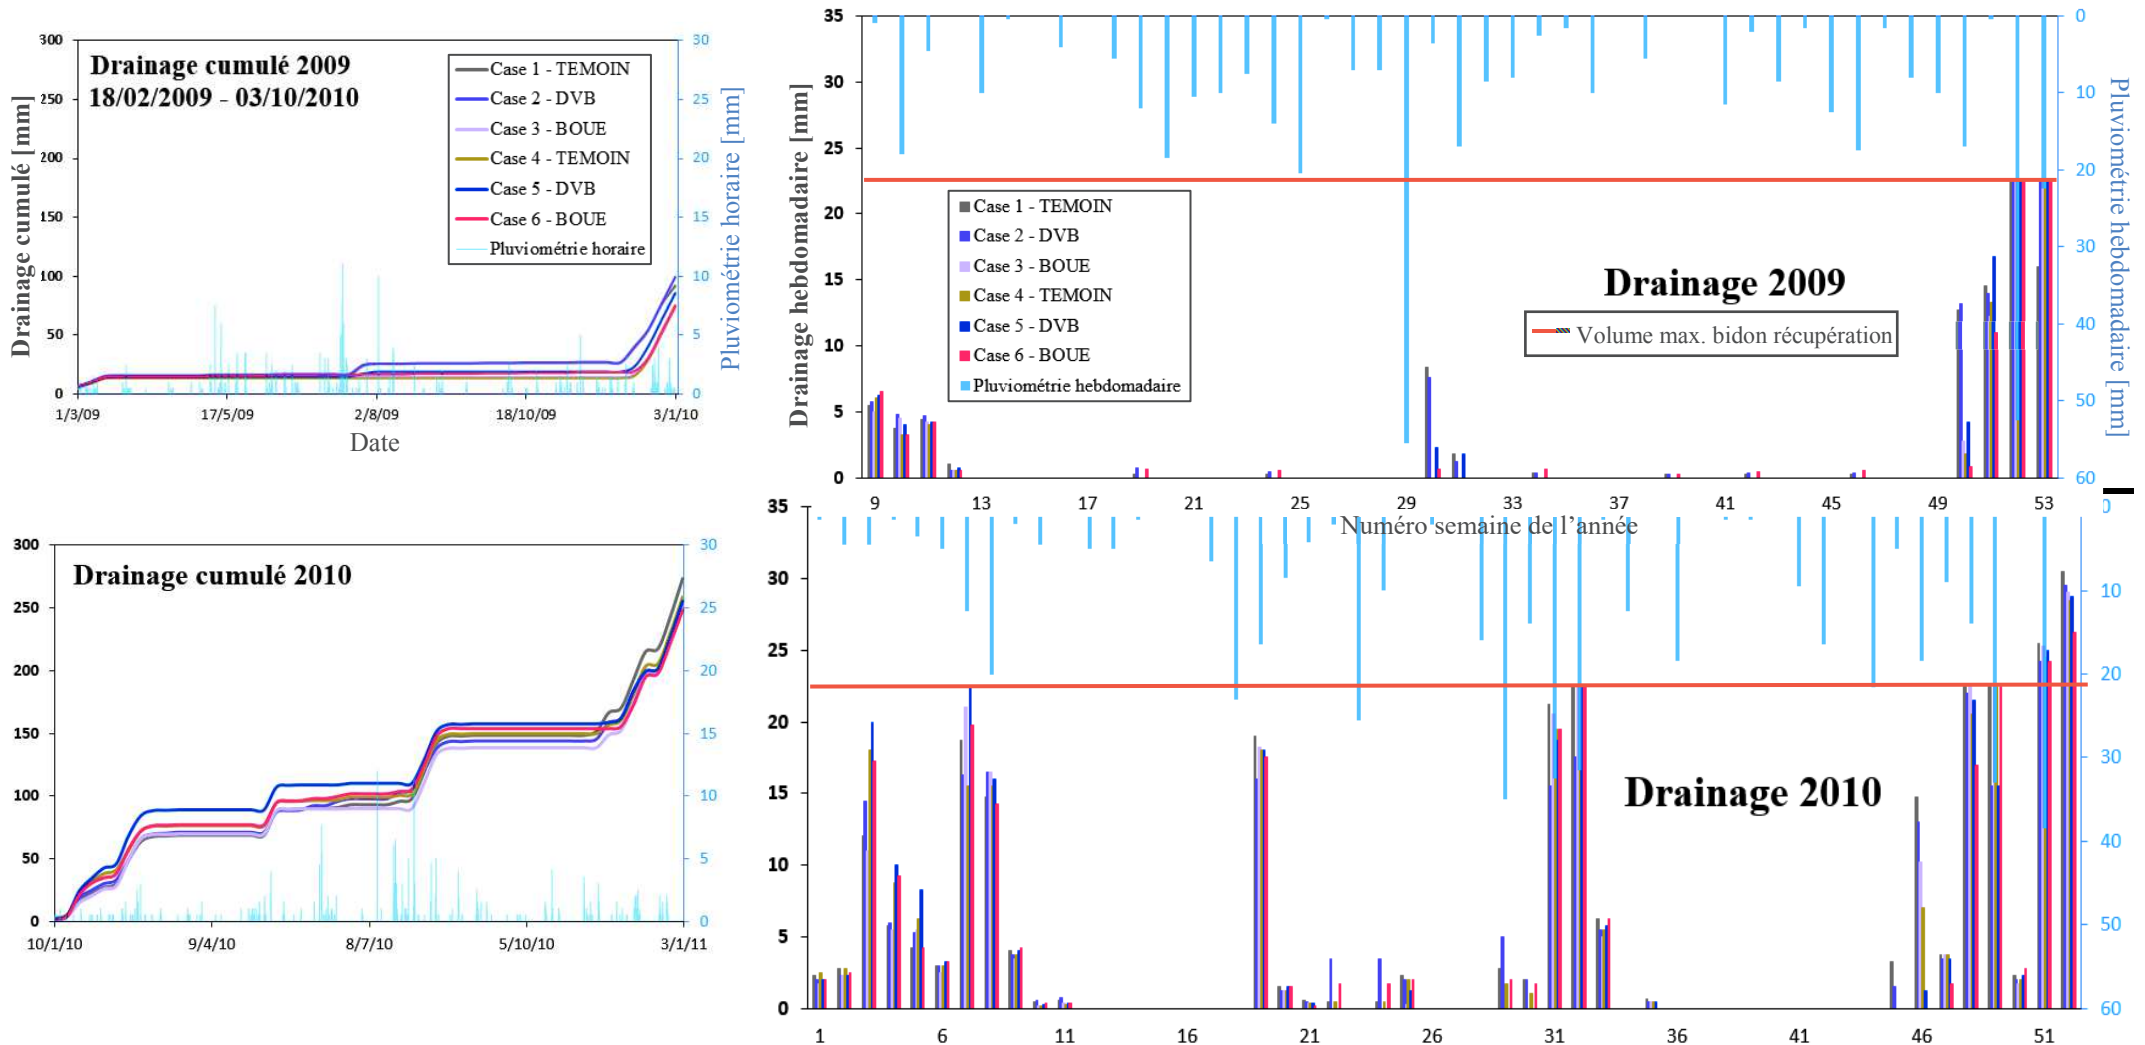 Drainage cumulé 2009
18/02/2009 - 03/10/2010
Drainage cumulé [mm]
300
250
200
150
100
50
0
30
25
20
15
10
5
0
Pluviométrie horaire [mm]
Case 1 - TEMOIN
Case 2 - DVB
Case 3 - BOUE
Case 4 - TEMOIN
Case 5 - DVB
Case 6 - BOUE
Pluviométrie horaire
1/3/09 17/5/09 2/8/09 18/10/09 3/1/10
Date
Drainage hebdomadaire [mm]
35
30
25
20
15
10
5
0
0
10
20
30
40
50
60
Pluviométrie hebdomadaire [mm]
Case 1 - TEMOIN
Case 2 - DVB
Case 3 - BOUE
Case 4 - TEMOIN
Case 5 - DVB
Case 6 - BOUE
Pluviométrie hebdomadaire
Drainage 2009
Volume max. bidon récupération
9 13 17 21 25 29 33 37 41 45 49 53
Numéro semaine de l'année
Drainage cumulé 2010
300
250
200
150
100
50
0
30
25
20
15
10
5
0
10/1/10 9/4/10 8/7/10 5/10/10 3/1/11
35
30
25
20
15
10
5
0
Drainage 2010
0
10
20
30
40
50
60
1 6 11 16 21 26 31 36 41 46 51